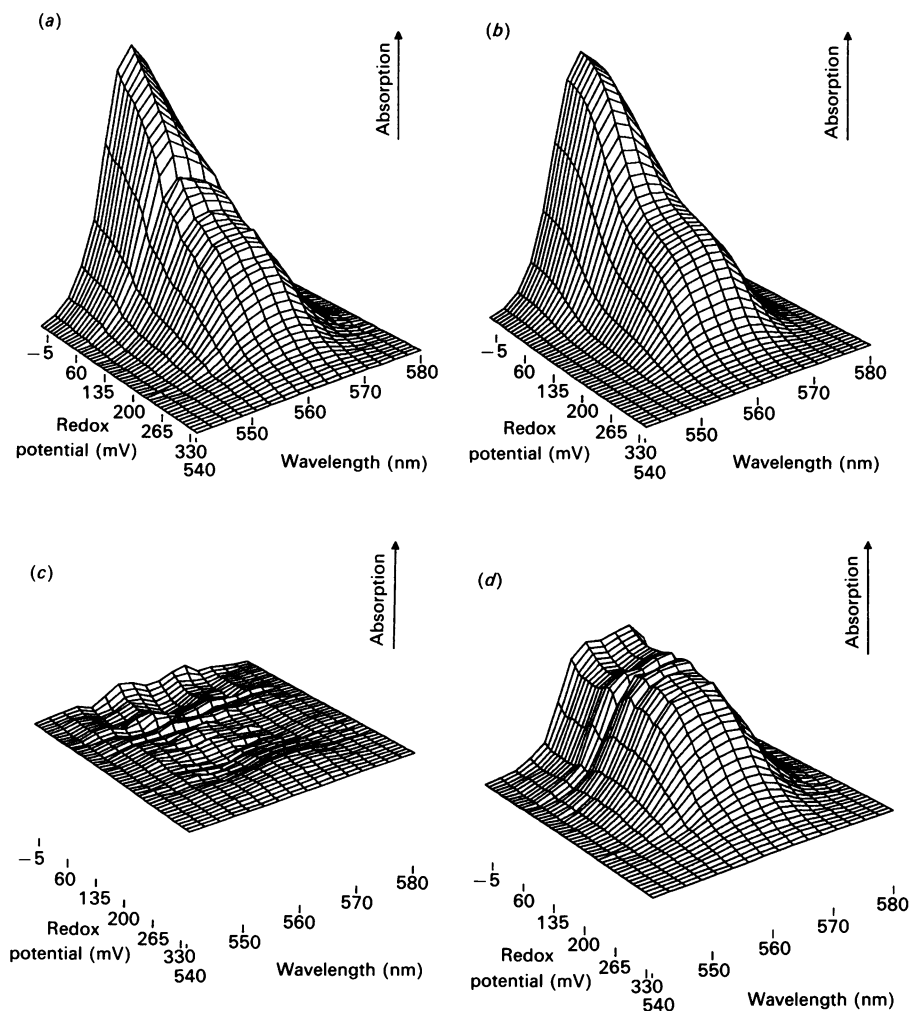 (a)
Absorption
−5
60
135
200
265
330
540
550
560
570
580
Redox
potential (mV)
Wavelength (nm)
(b)
Absorption
−5
60
135
200
265
330
540
550
560
570
580
Redox
potential (mV)
Wavelength (nm)
(c)
Absorption
−5
60
135
200
265
330
540
550
560
570
580
Redox
potential (mV)
Wavelength (nm)
(d)
Absorption
−5
60
135
200
265
330
540
550
560
570
580
Redox
potential (mV)
Wavelength (nm)